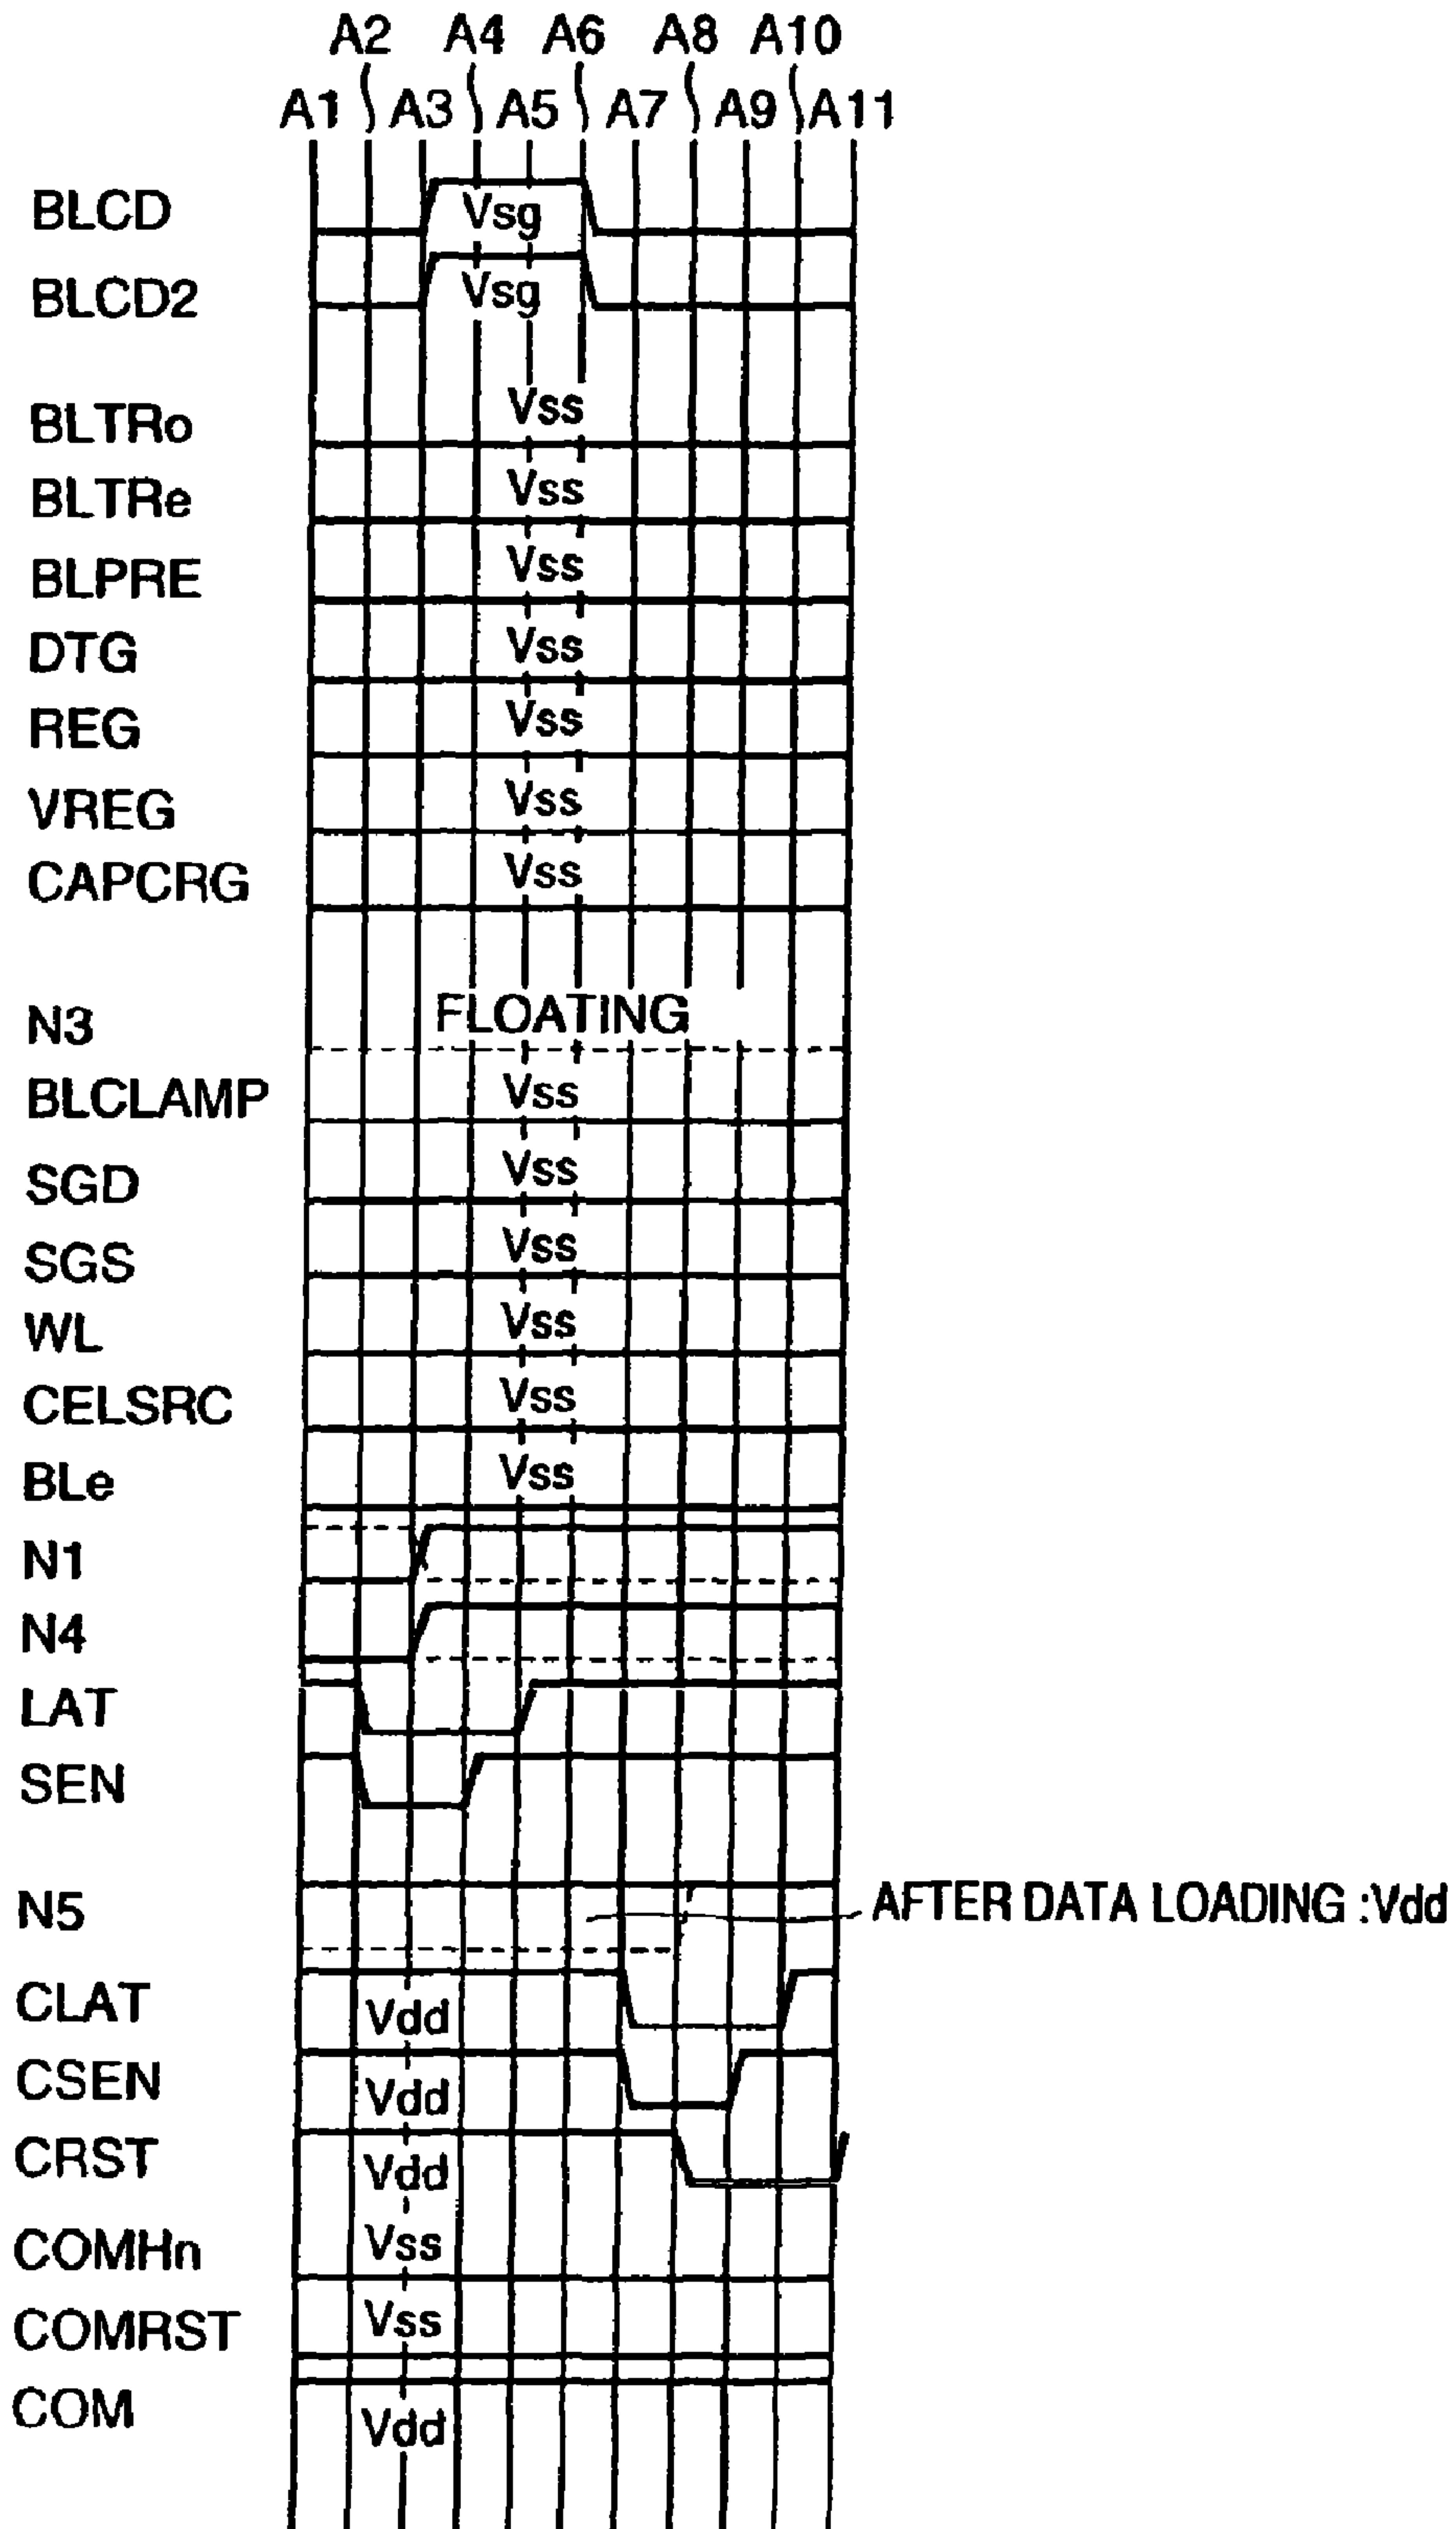 A2 A4 A6 A8 A10
A1 A3 A5 A7 A9 A11
BLCD Vsg
BLCD2 Vsg
BLTRo Vss
BLTRe Vss
BLPRE Vss
DTG Vss
REG Vss
VREG Vss
CAPCRG Vss
N3 FLOATING
BLCLAMP Vss
SGD Vss
SGS Vss
WL Vss
CELSRC Vss
BLe Vss
N1
N4
LAT
SEN
N5 AFTER DATA LOADING :Vdd
CLAT Vdd
CSEN Vdd
CRST Vdd
COMHn Vss
COMRST Vss
COM Vdd